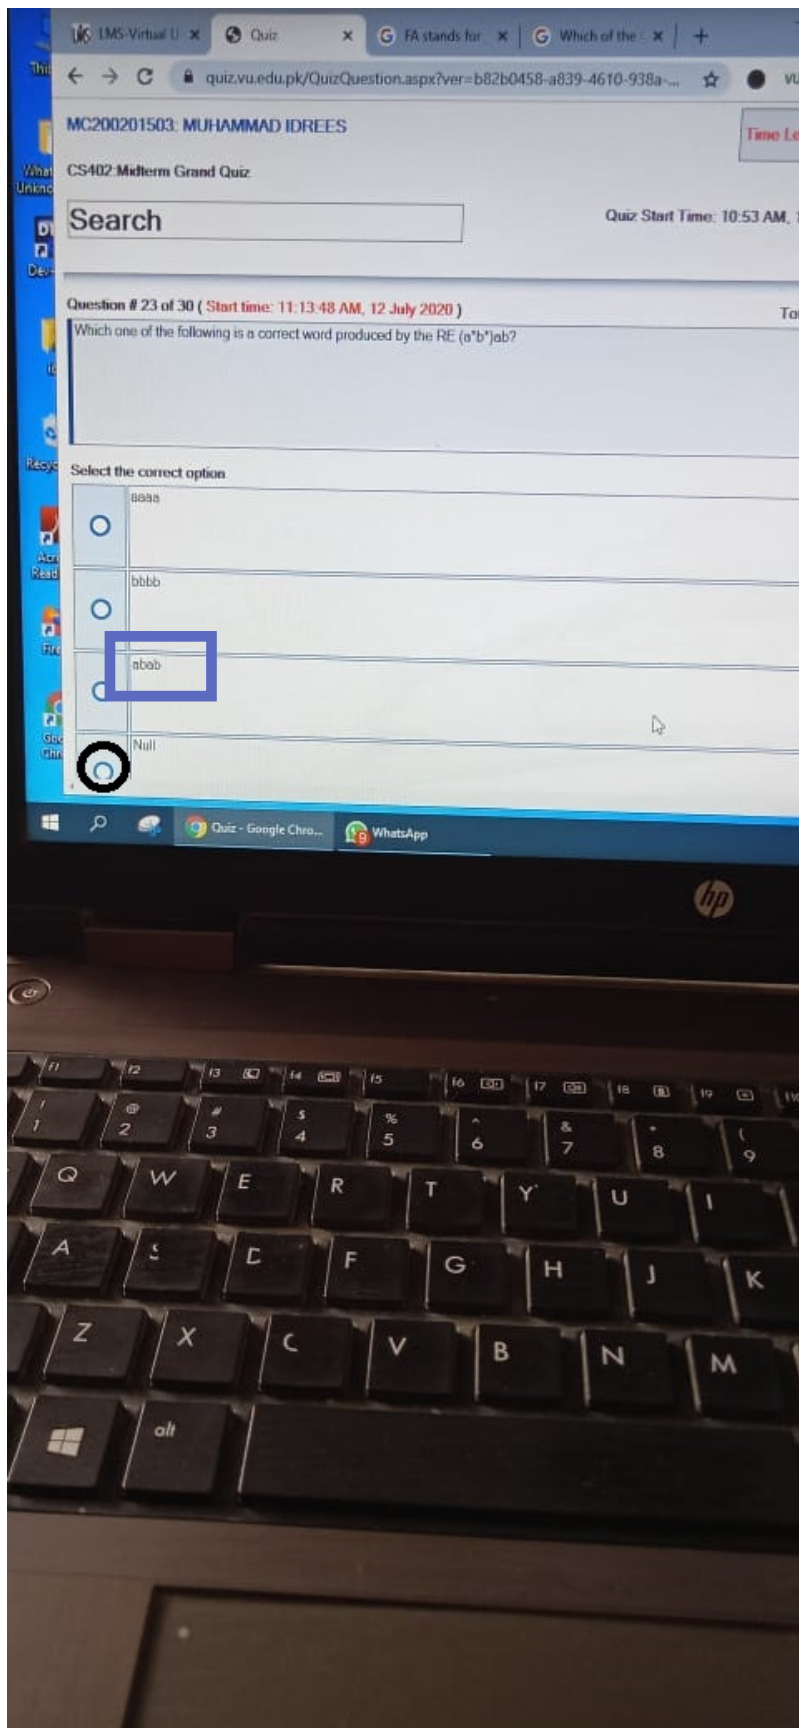 LMS-Virtual U
Quiz
FA stands for
Which of the
quiz.vu.edu.pk/QuizQuestion.aspx?ver=b82b0458-a839-4610-938a-...
MC200201503: MUHAMMAD IDREES
Time Le
CS402:Midterm Grand Quiz
Search
Quiz Start Time: 10:53 AM,
Question # 23 of 30 ( Start time: 11:13:48 AM, 12 July 2020 )
Which one of the following is a correct word produced by the RE (a*b*)ab?
Select the correct option
aaaa
bbbb
abab
Null
Quiz - Google Chro...
9 WhatsApp
hp
f1 f2 f3 f4 f5 f6 f7 f8 f9 f10
! @ # $ % ^ & * (
1 2 3 4 5 6 7 8 9
Q W E R T Y U I
A S D F G H J K
Z X C V B N M
alt